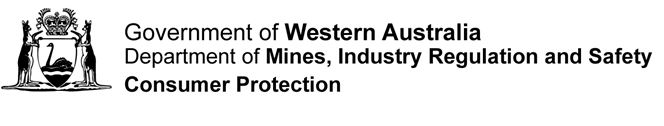 Government of Western Australia
Department of Mines, Industry Regulation and Safety
Consumer Protection